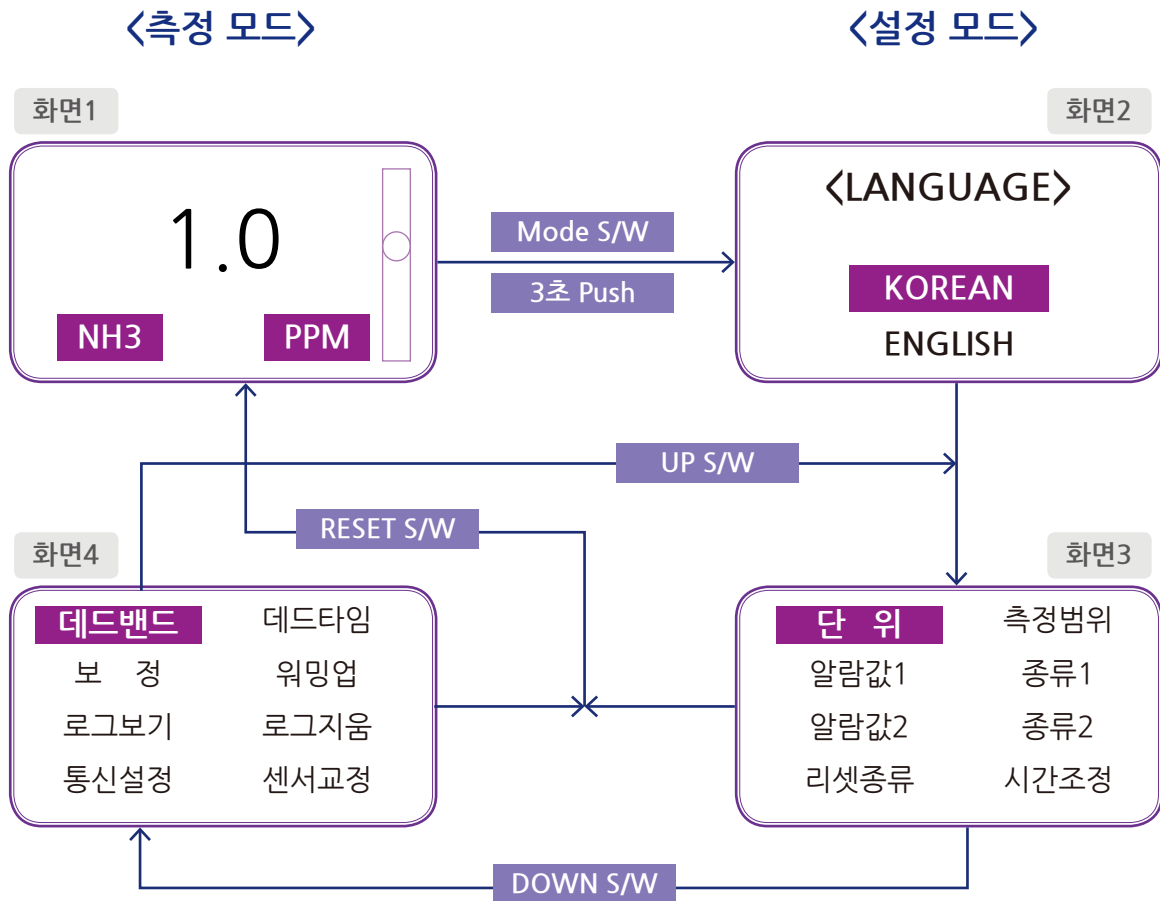 <측정 모드>
<설정 모드>
화면1
화면2
1.0
NH3
PPM
Mode S/W
3초 Push
<LANGUAGE>
KOREAN
ENGLISH
UP S/W
RESET S/W
화면4
화면3
데드밴드 데드타임
보 정 워밍업
로그보기 로그지움
통신설정 센서교정
단 위 측정범위
알람값1 종류1
알람값2 종류2
리셋종류 시간조정
DOWN S/W